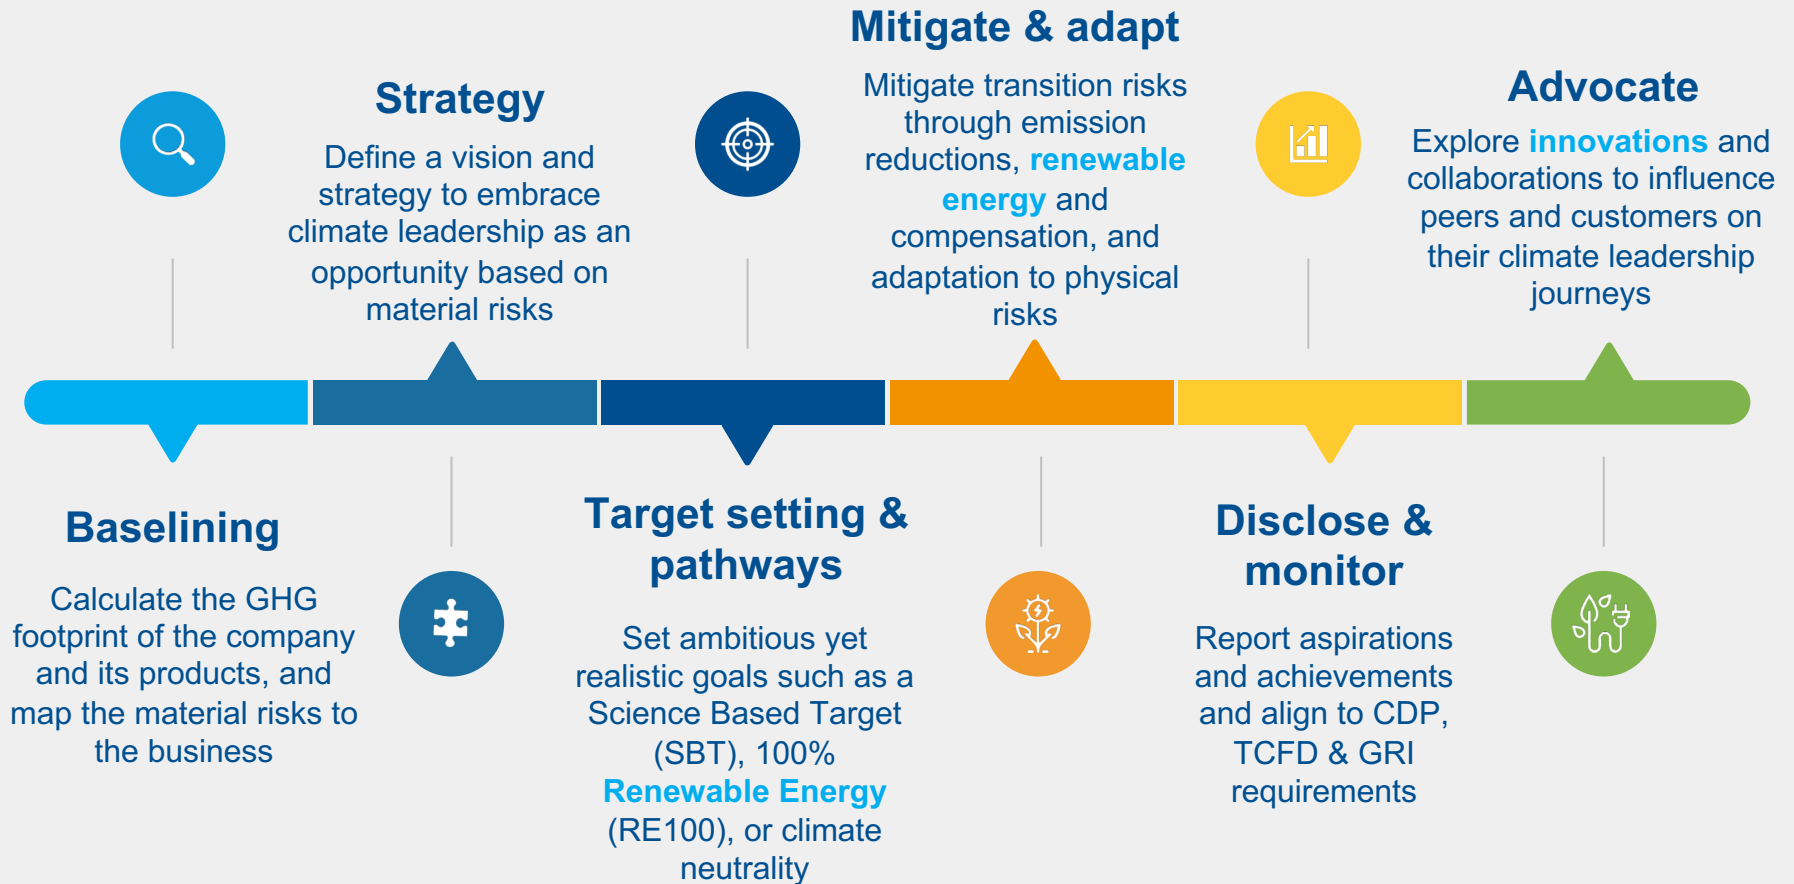 Baselining
Calculate the GHG
footprint of the company
and its products, and
map the material risks to
the business
Strategy
Define a vision and
strategy to embrace
climate leadership as an
opportunity based on
material risks
Target setting &
pathways
Set ambitious yet
realistic goals such as a
Science Based Target
(SBT), 100%
Renewable Energy
(RE100), or climate
neutrality
Mitigate & adapt
Mitigate transition risks
through emission
reductions, renewable
energy and
compensation, and
adaptation to physical
risks
Disclose &
monitor
Report aspirations
and achievements
and align to CDP,
TCFD & GRI
requirements
Advocate
Explore innovations and
collaborations to influence
peers and customers on
their climate leadership
journeys